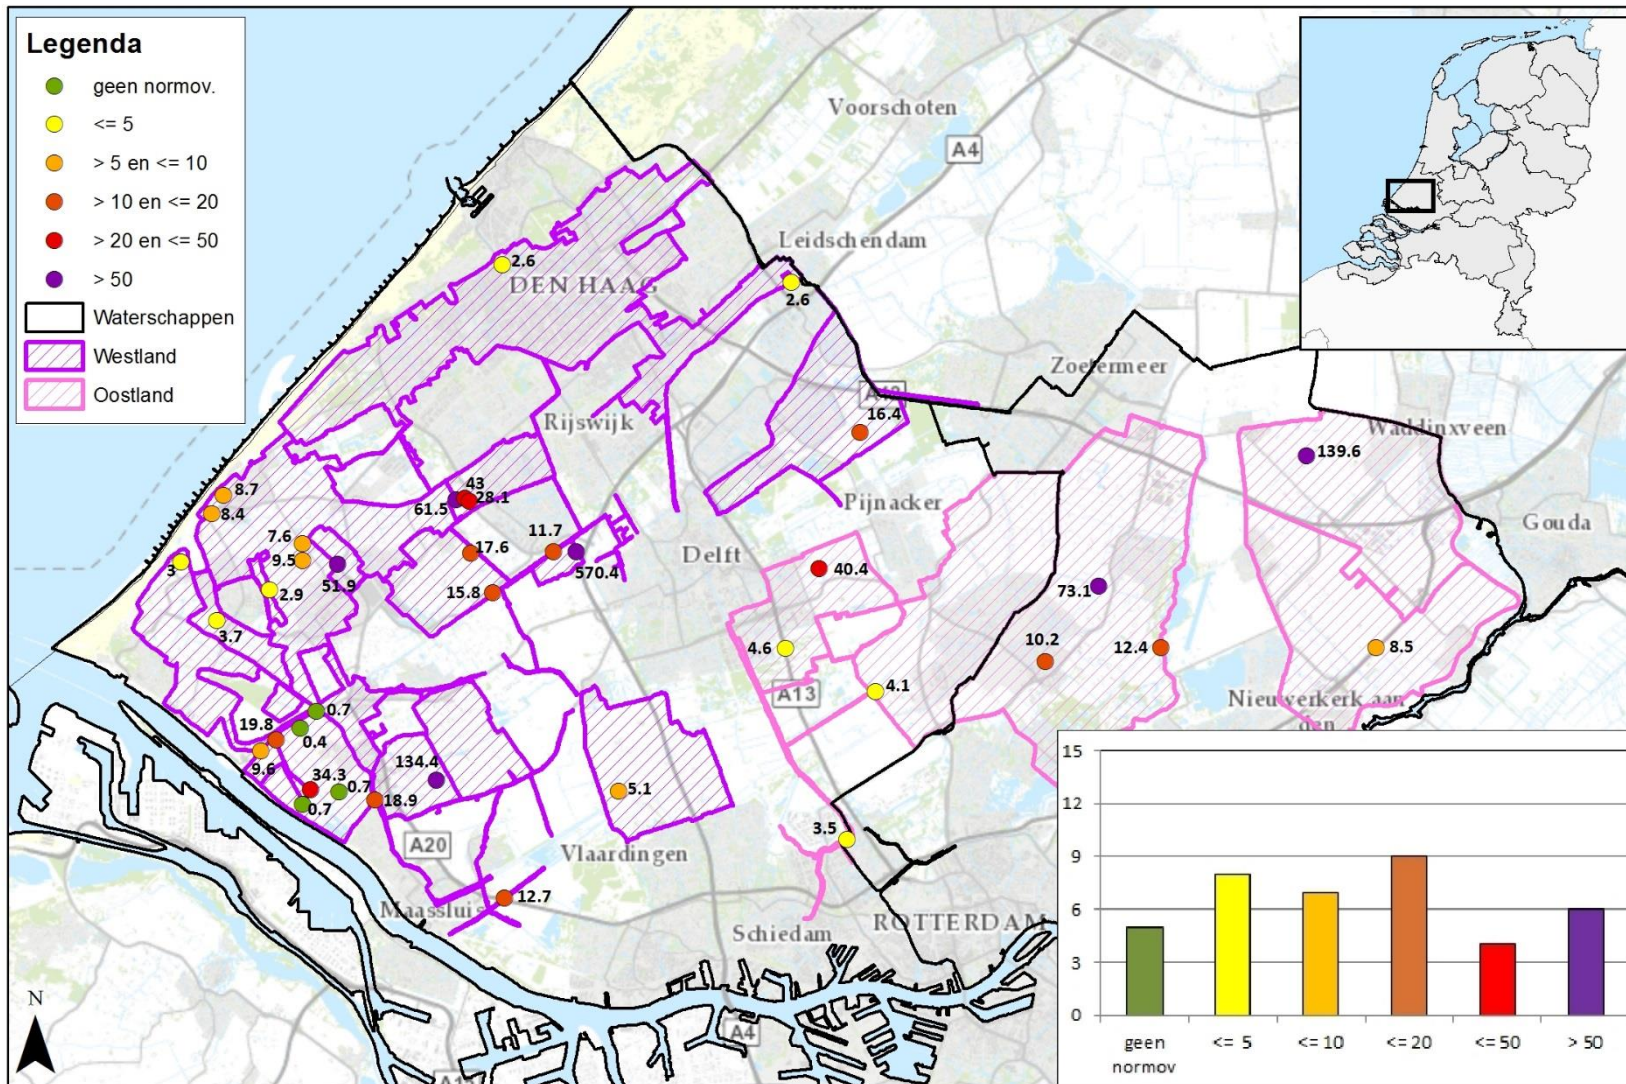 Legenda
geen normov.
<= 5
> 5 en <= 10
> 10 en <= 20
> 20 en <= 50
> 50
Waterschappen
Westland
Oostland
Voorschoten
A4
Leidschendam
2.6
DEN HAAG
2.6
Zoetermeer
16.4
Rijswijk
Waddinxveen
139.6
8.7
8.4
43
28.1
61.5
Pijnacker
Gouda
7.6
9.5
11.7
17.6
Delft
570.4
3
51.9
2.9
15.8
40.4
73.1
3.7
4.6
10.2
12.4
8.5
4.1
A13
Nieuwerkerk aan
den
0.7
19.8
0.4
9.6
134.4
34.3
0.7
0.7
18.9
5.1
3.5
A20
Vlaardingen
12.7
Maassluis
Schiedam
ROTTERDAM
A4
N
15
12
9
6
3
0
geen
normov
<= 5
<= 10
<= 20
<= 50
> 50